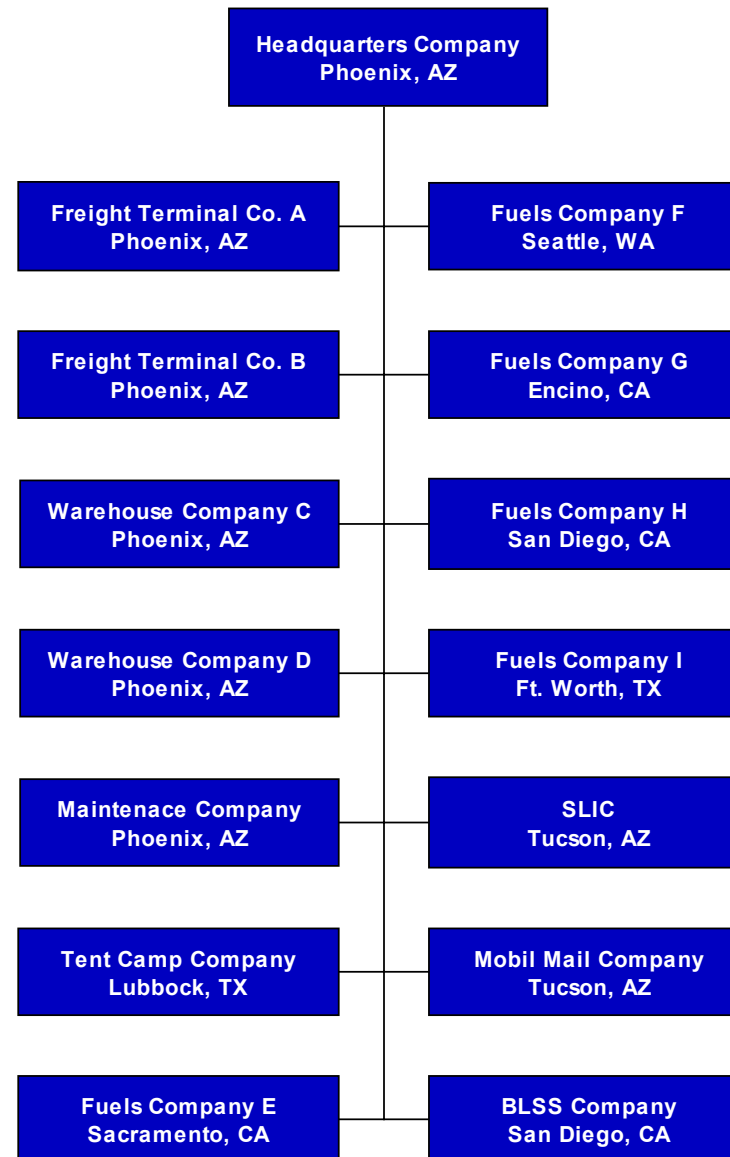 Headquarters Company
Phoenix, AZ
Freight Terminal Co. A
Phoenix, AZ
Fuels Company F
Seattle, WA
Freight Terminal Co. B
Phoenix, AZ
Fuels Company G
Encino, CA
Warehouse Company C
Phoenix, AZ
Fuels Company H
San Diego, CA
Warehouse Company D
Phoenix, AZ
Fuels Company I
Ft. Worth, TX
Maintenace Company
Phoenix, AZ
SLIC
Tucson, AZ
Tent Camp Company
Lubbock, TX
Mobil Mail Company
Tucson, AZ
Fuels Company E
Sacramento, CA
BLSS Company
San Diego, CA